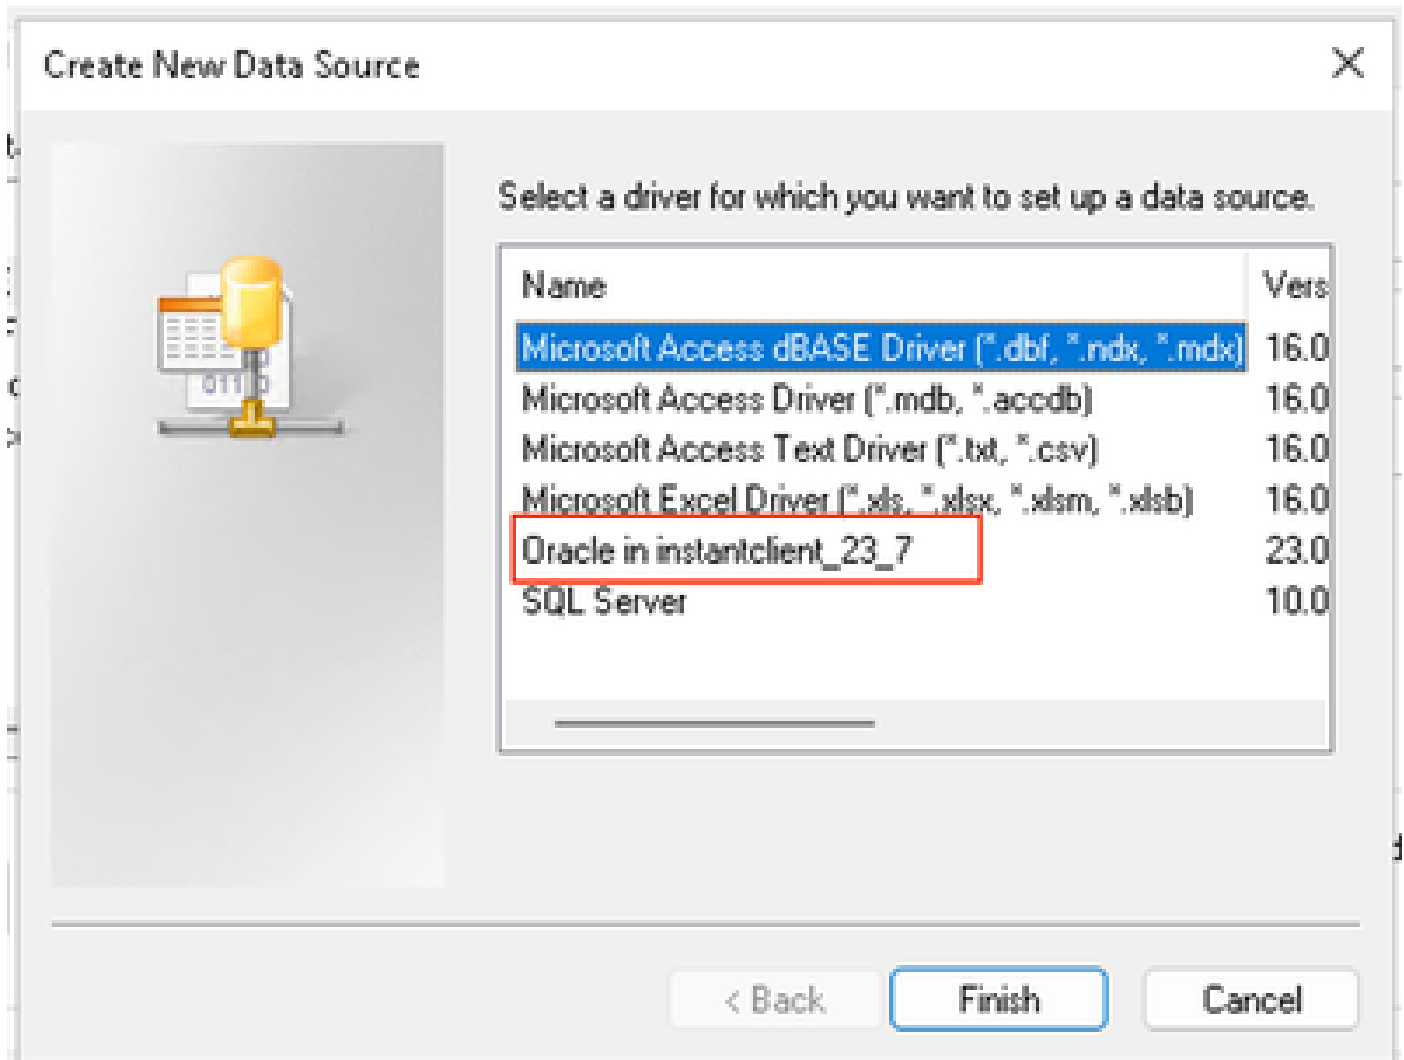 Create New Data Source
Select a driver for which you want to set up a data source.
Name Vers
Microsoft Access dBASE Driver (*.dbf, *.ndx, *.mdx) 16.0
Microsoft Access Driver (*.mdb, *.accdb) 16.0
Microsoft Access Text Driver (*.txt, *.csv) 16.0
Microsoft Excel Driver (*.xls, *.xlsx, *.xlsm, *.xlsb) 16.0
Oracle in instantclient_23_7 23.0
SQL Server 10.0
< Back Finish Cancel